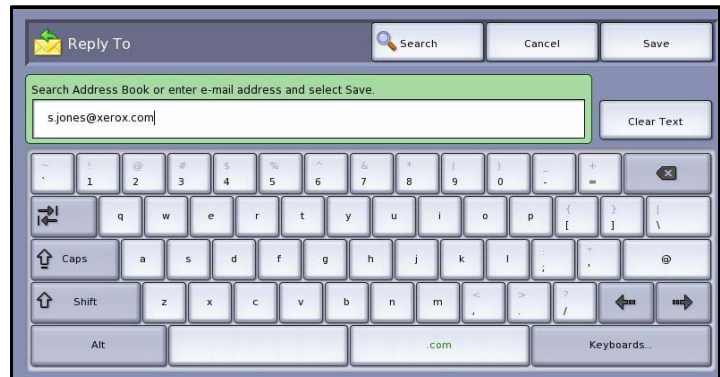 Reply To Search Cancel Save
Search Address Book or enter e-mail address and select Save.
s.jones@xerox.com Clear Text
~ ! @ # $ % ^ & * ( ) _ +
` 1 2 3 4 5 6 7 8 9 0 - =
q w e r t y u i o p { [ } ] | \
Caps a s d f g h j k l : ; " ' @
Shift z x c v b n m < , > . ? /
Alt .com Keyboards...